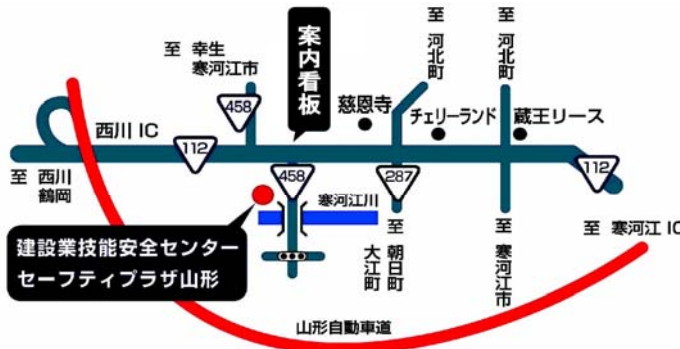 至 幸生
寒河江市
案内看板
至 河北町
至 河北町
458
慈恩寺
チェリーランド
蔵王リース
西川 IC
112
至 西川
鶴岡
458
287
112
寒河江川
建設業技能安全センター
セーフティプラザ山形
至 朝日町
大江町
至 寒河江市
至 寒河江 IC
山形自動車道